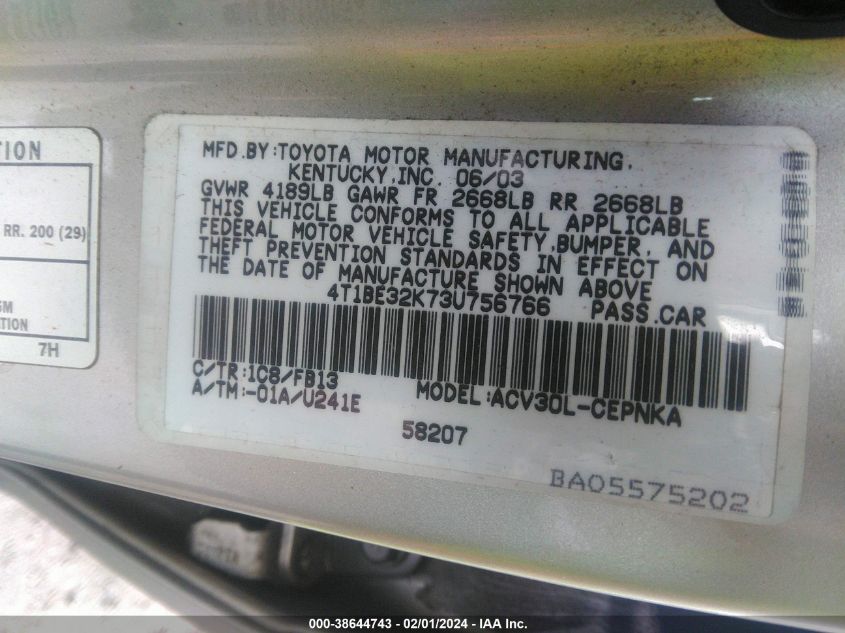 TION
RR. 200 (29)
7H
MFD.BY:TOYOTA MOTOR MANUFACTURING,
KENTUCKY,INC. 06/03
GVWR 4189LB GAWR FR 2668LB RR 2668LB
THIS VEHICLE CONFORMS TO ALL APPLICABLE
FEDERAL MOTOR VEHICLE SAFETY,BUMPER, AND
THEFT PREVENTION STANDARDS IN EFFECT ON
THE DATE OF MANUFACTURE SHOWN ABOVE
4T1BE32K73U756766 PASS.CAR
C/TR:1C8/FB13
A/TM:-01A/U241E MODEL:ACV30L-CEPNKA
58207
BA05575202
000-38644743 / 02/01/2024 - IAA Inc.